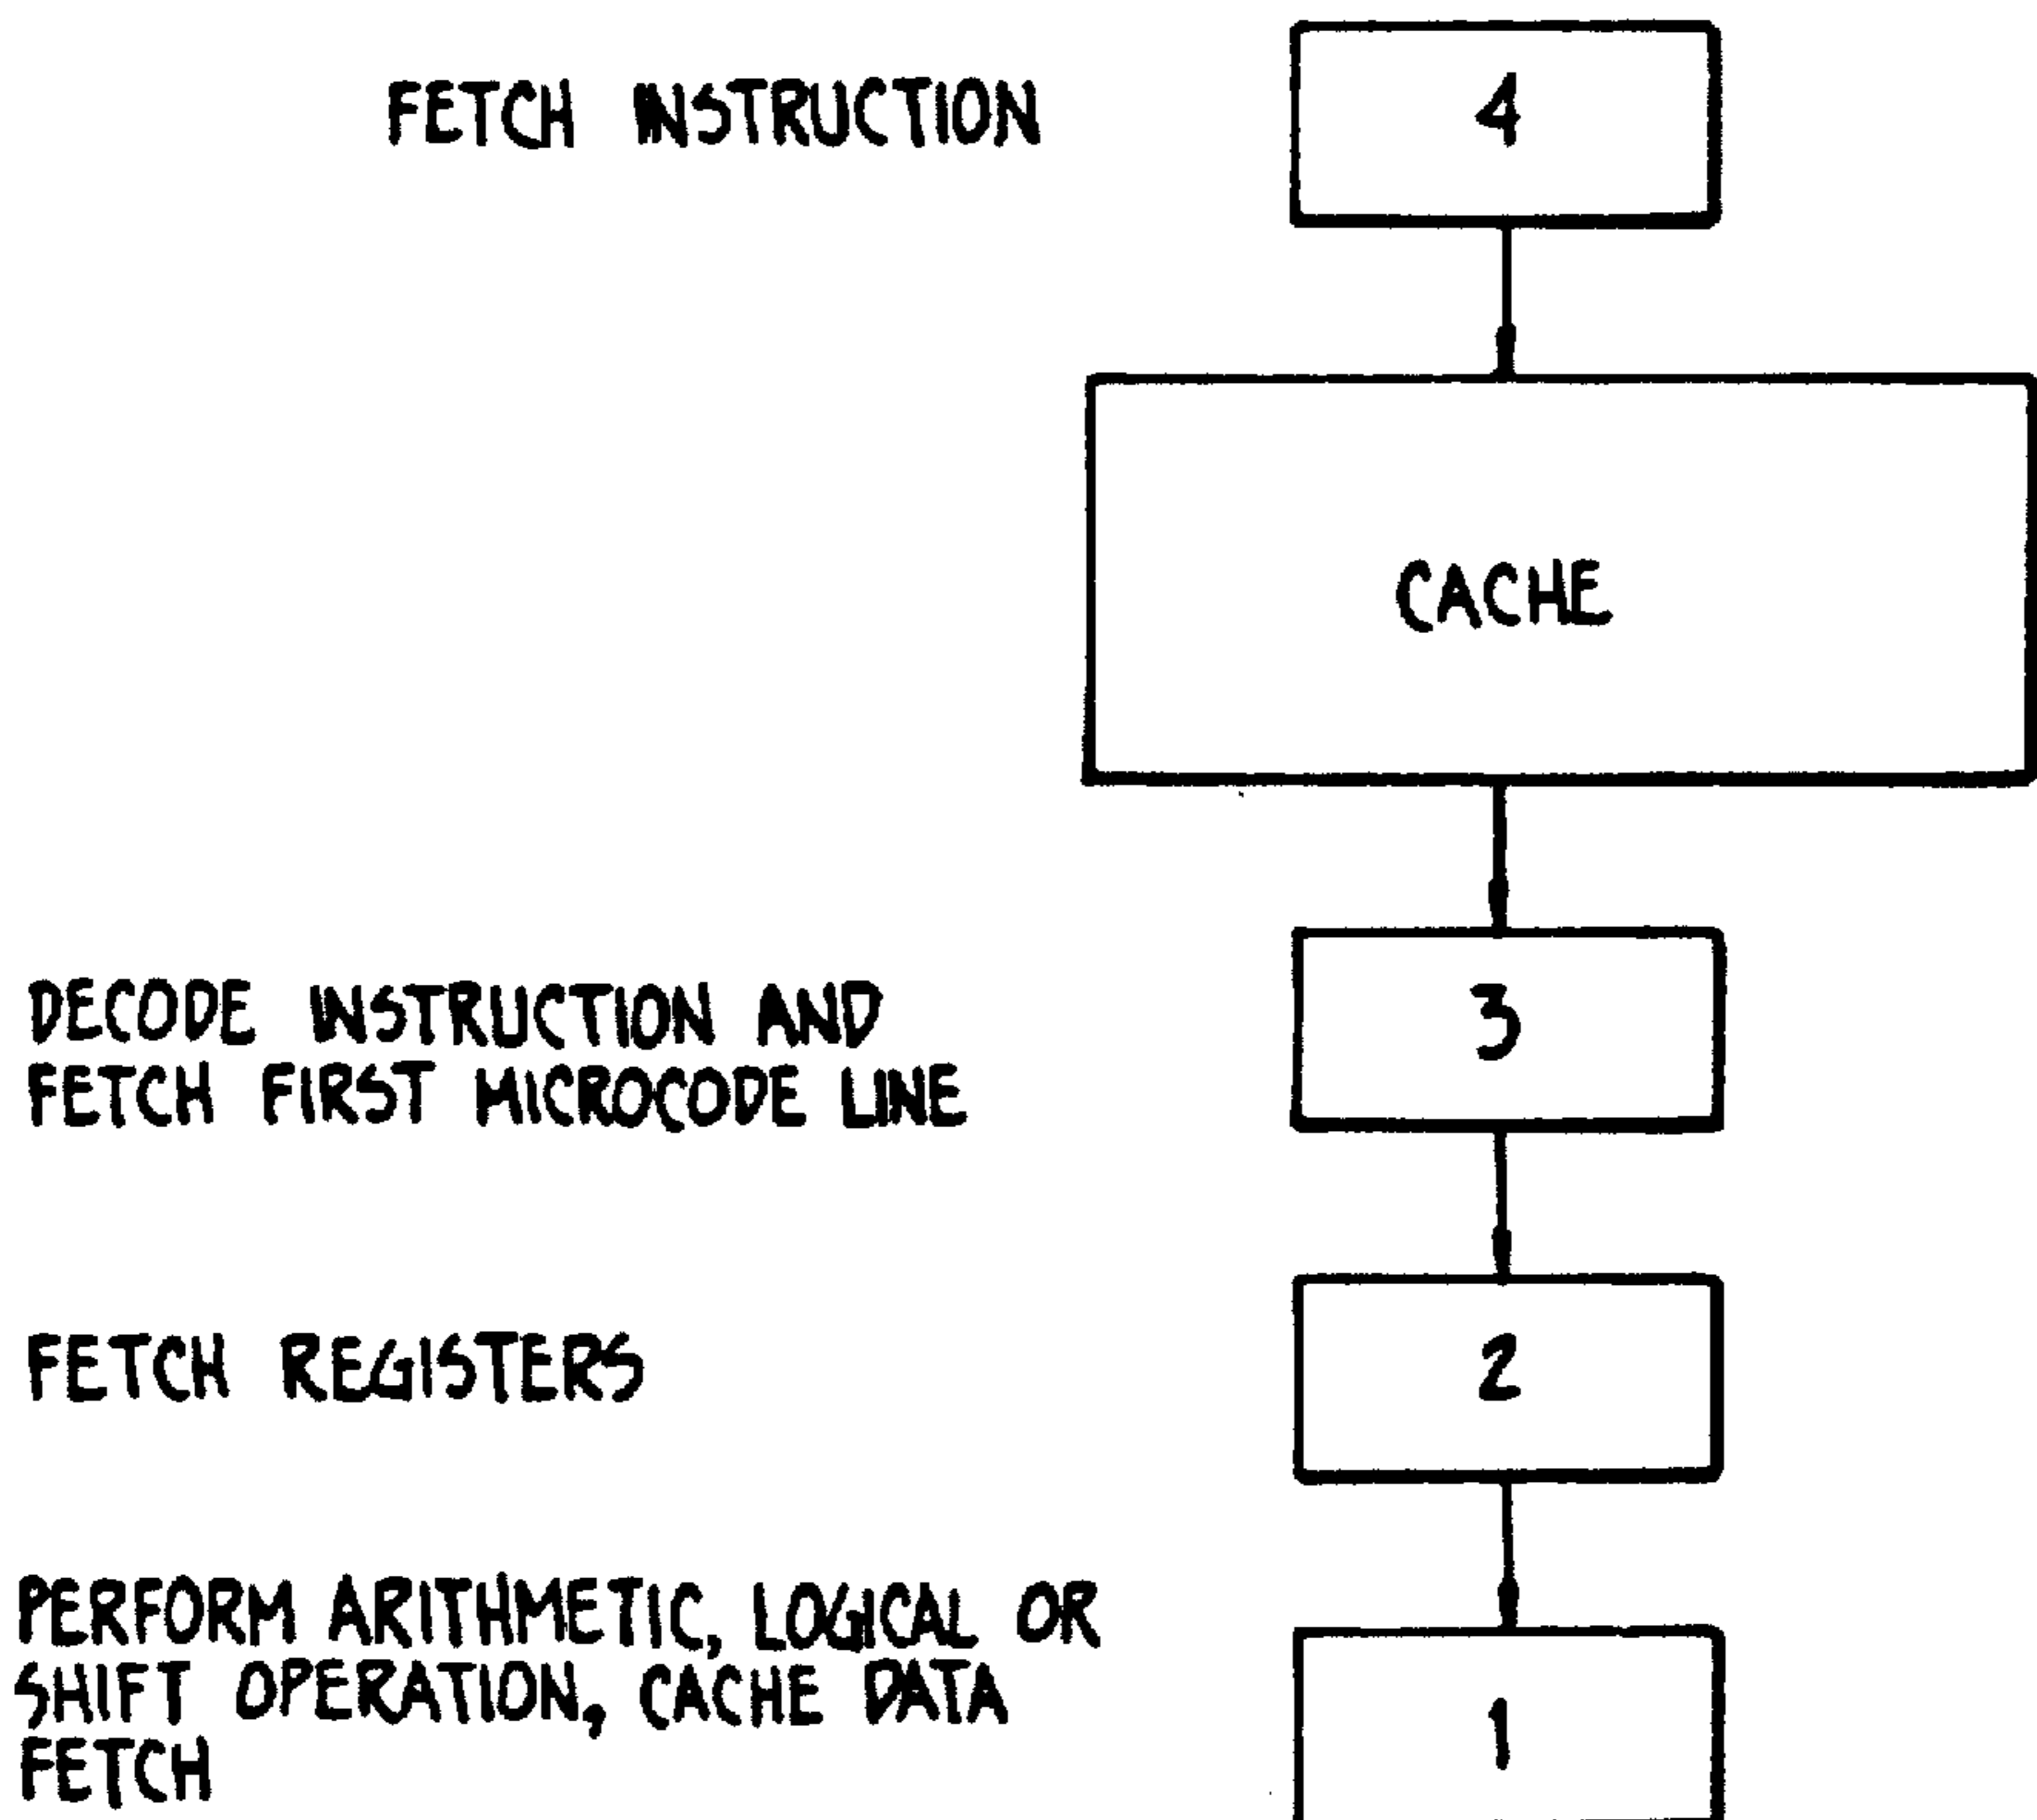 FETCH INSTRUCTION
4
CACHE
3
DECODE INSTRUCTION AND
FETCH FIRST MICROCODE LINE
FETCH REGISTERS
2
PERFORM ARITHMETIC, LOGICAL OR
SHIFT OPERATION, CACHE DATA
FETCH
1